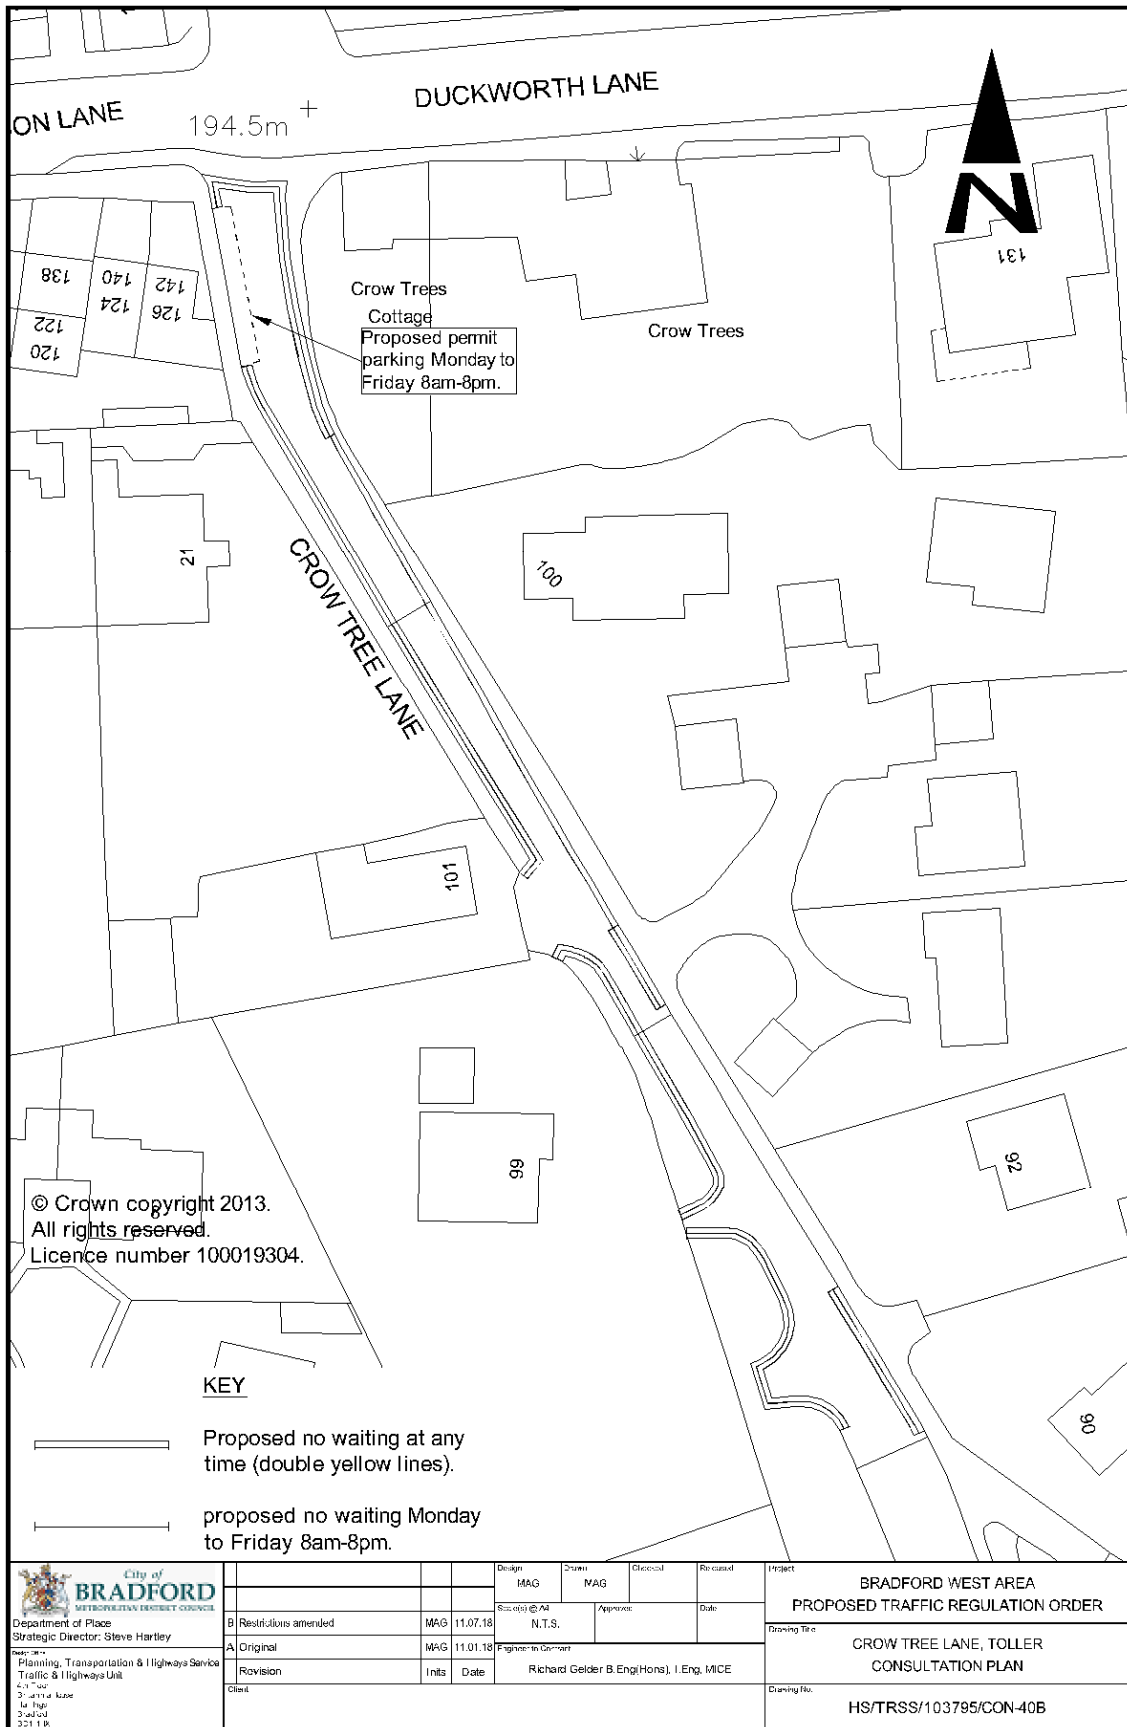 ON LANE
DUCKWORTH LANE
194.5m
N
138
140
142
122
124
126
120
131
Crow Trees
Cottage
Crow Trees
Proposed permit
parking Monday to
Friday 8am-8pm.
21
100
CROW TREE LANE
101
99
92
90
© Crown copyright 2013.
All rights reserved.
Licence number 100019304.
KEY
Proposed no waiting at any
time (double yellow lines).
proposed no waiting Monday
to Friday 8am-8pm.
City of
BRADFORD
METROPOLITAN DISTRICT COUNCIL
Department of Place
Strategic Director: Steve Hartley
Planning, Transportation & Highways Service
Traffic & Highways Unit
B Restrictions amended MAG 11.07.18
A Original MAG 11.01.18
Revision Inits Date
Client
Design Drawn
MAG MAG
Scale(s) @ A4 Approved Date
N.T.S.
Engineer to Contract
Richard Gelder B.Eng(Hons), I.Eng, MICE
Project
BRADFORD WEST AREA
PROPOSED TRAFFIC REGULATION ORDER
Drawing Title
CROW TREE LANE, TOLLER
CONSULTATION PLAN
Drawing No.
HS/TRSS/103795/CON-40B